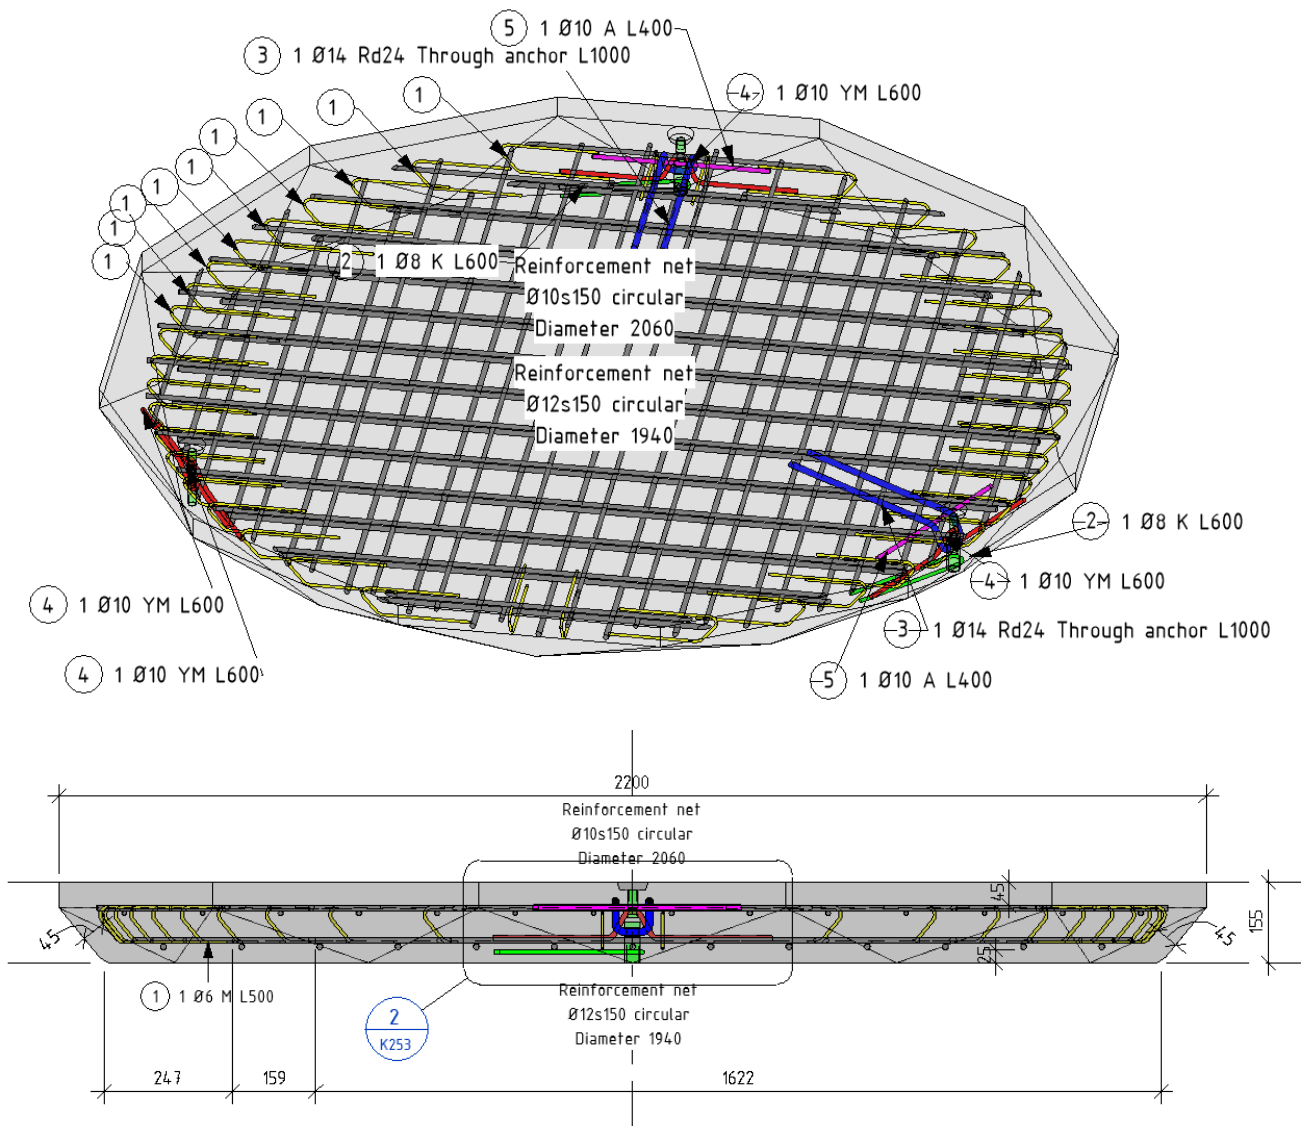 5 1 Ø10 A L400
3 1 Ø14 Rd24 Through anchor L1000
4 1 Ø10 YM L600
1
1
1
1
1
1
1
1
1
2 1 Ø8 K L600
Reinforcement net
Ø10s150 circular
Diameter 2060
Reinforcement net
Ø12s150 circular
Diameter 1940
2 1 Ø8 K L600
4 1 Ø10 YM L600
4 1 Ø10 YM L600
3 1 Ø14 Rd24 Through anchor L1000
4 1 Ø10 YM L600
5 1 Ø10 A L400
2200
Reinforcement net
Ø10s150 circular
Diameter 2060
45
155
45
45
25
1 1 Ø6 M L500
Reinforcement net
Ø12s150 circular
Diameter 1940
2
K253
247
159
1622